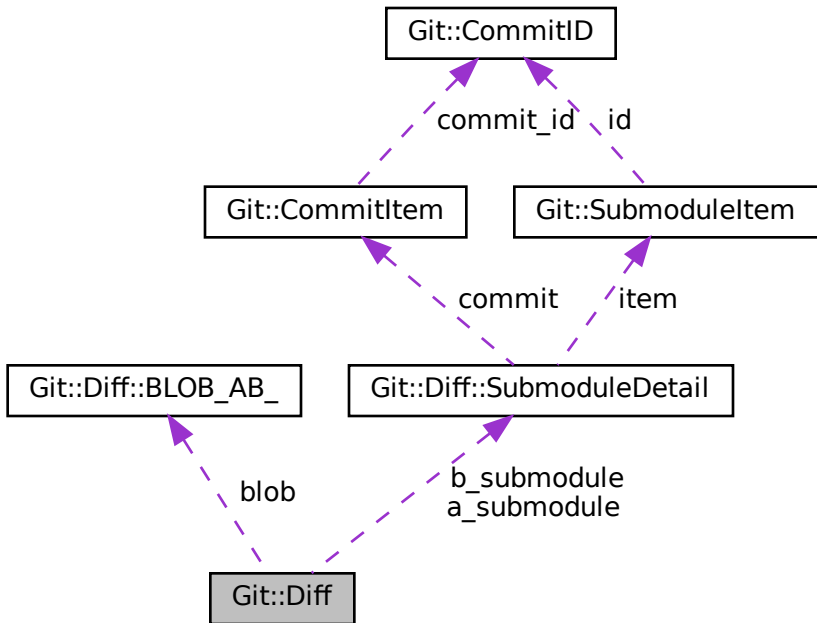 Git::CommitID
commit_id
id
Git::CommitItem
Git::SubmoduleItem
commit
item
Git::Diff::BLOB_AB_
Git::Diff::SubmoduleDetail
blob
b_submodule
a_submodule
Git::Diff